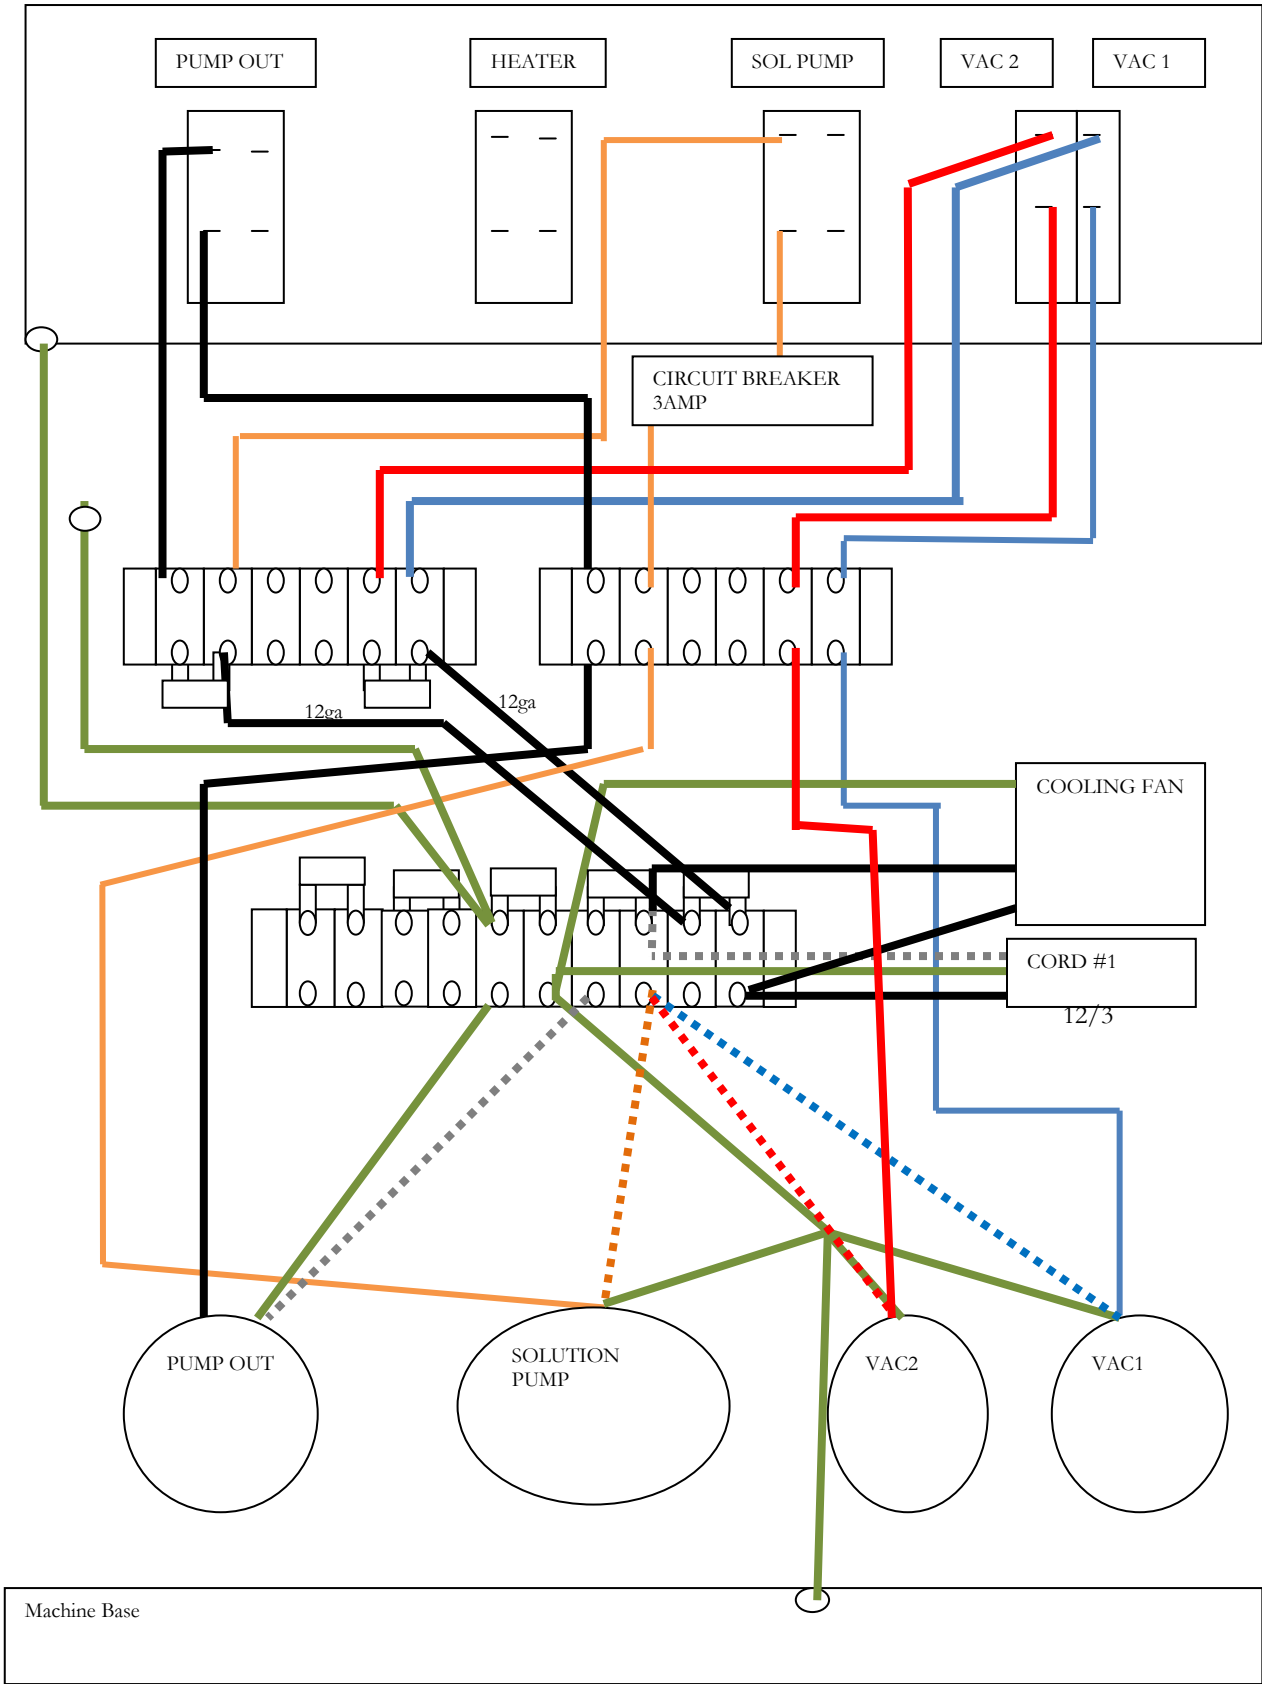 PUMP OUT
HEATER
SOL PUMP
VAC 2
VAC 1
CIRCUIT BREAKER
3AMP
12ga
12ga
COOLING FAN
CORD #1
12/3
PUMP OUT
SOLUTION
PUMP
VAC2
VAC1
Machine Base